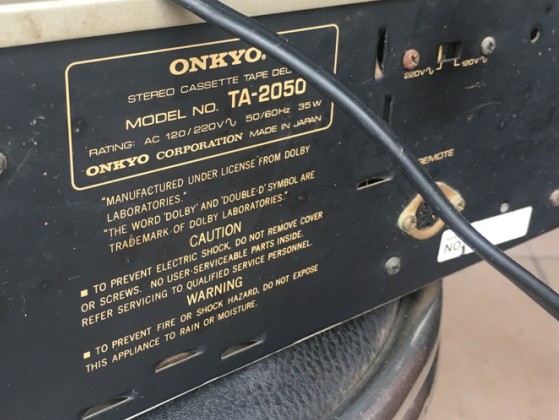 ONKYO®
STEREO CASSETTE TAPE DEC
MODEL NO. TA-2050
RATING: AC 120/220V∿ 50/60Hz 35W
ONKYO CORPORATION MADE IN JAPAN
220V∿ 120V∿
REMOTE
NO
"MANUFACTURED UNDER LICENSE FROM DOLBY
LABORATORIES."
"THE WORD 'DOLBY' AND 'DOUBLE-D' SYMBOL ARE
TRADEMARK OF DOLBY LABORATORIES."
CAUTION
■ TO PREVENT ELECTRIC SHOCK, DO NOT REMOVE COVER
OR SCREWS. NO USER-SERVICEABLE PARTS INSIDE.
REFER SERVICING TO QUALIFIED SERVICE PERSONNEL.
WARNING
■ TO PREVENT FIRE OR SHOCK HAZARD, DO NOT EXPOSE
THIS APPLIANCE TO RAIN OR MOISTURE.